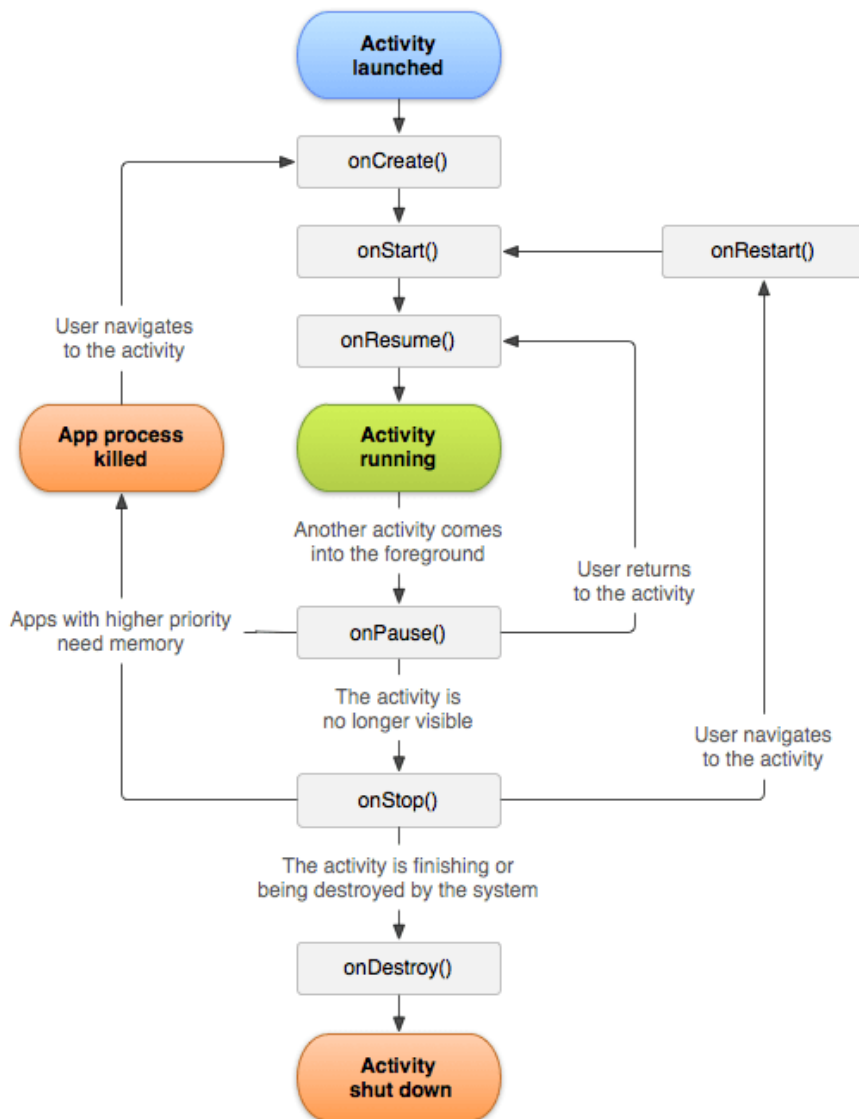 Activity
launched
onCreate()
onStart()
onRestart()
User navigates
to the activity
onResume()
App process
killed
Activity
running
Another activity comes
into the foreground
User returns
to the activity
Apps with higher priority
need memory
onPause()
The activity is
no longer visible
User navigates
to the activity
onStop()
The activity is finishing or
being destroyed by the system
onDestroy()
Activity
shut down